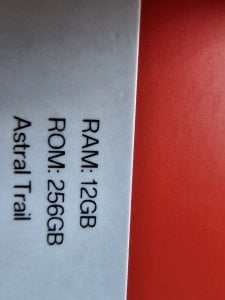 RAM: 12GB
ROM: 256GB
Astral Trail